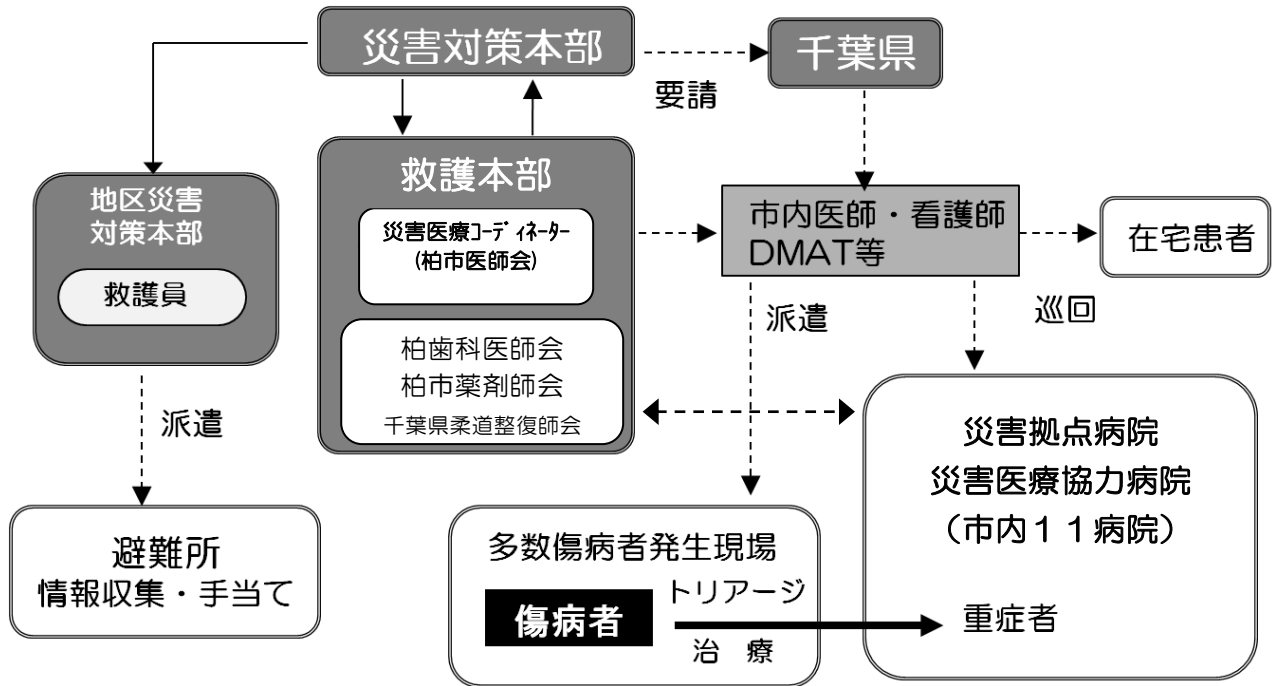 災害対策本部
千葉県
要請
救護本部
災害医療ｺｰﾃﾞｨﾈｰﾀｰ
(柏市医師会)
柏歯科医師会
柏市薬剤師会
千葉県柔道整復師会
地区災害
対策本部
救護員
派遣
避難所
情報収集・手当て
市内医師・看護師
DMAT等
在宅患者
派遣
巡回
災害拠点病院
災害医療協力病院
（市内１１病院）
重症者
多数傷病者発生現場
トリアージ
傷病者
治　療